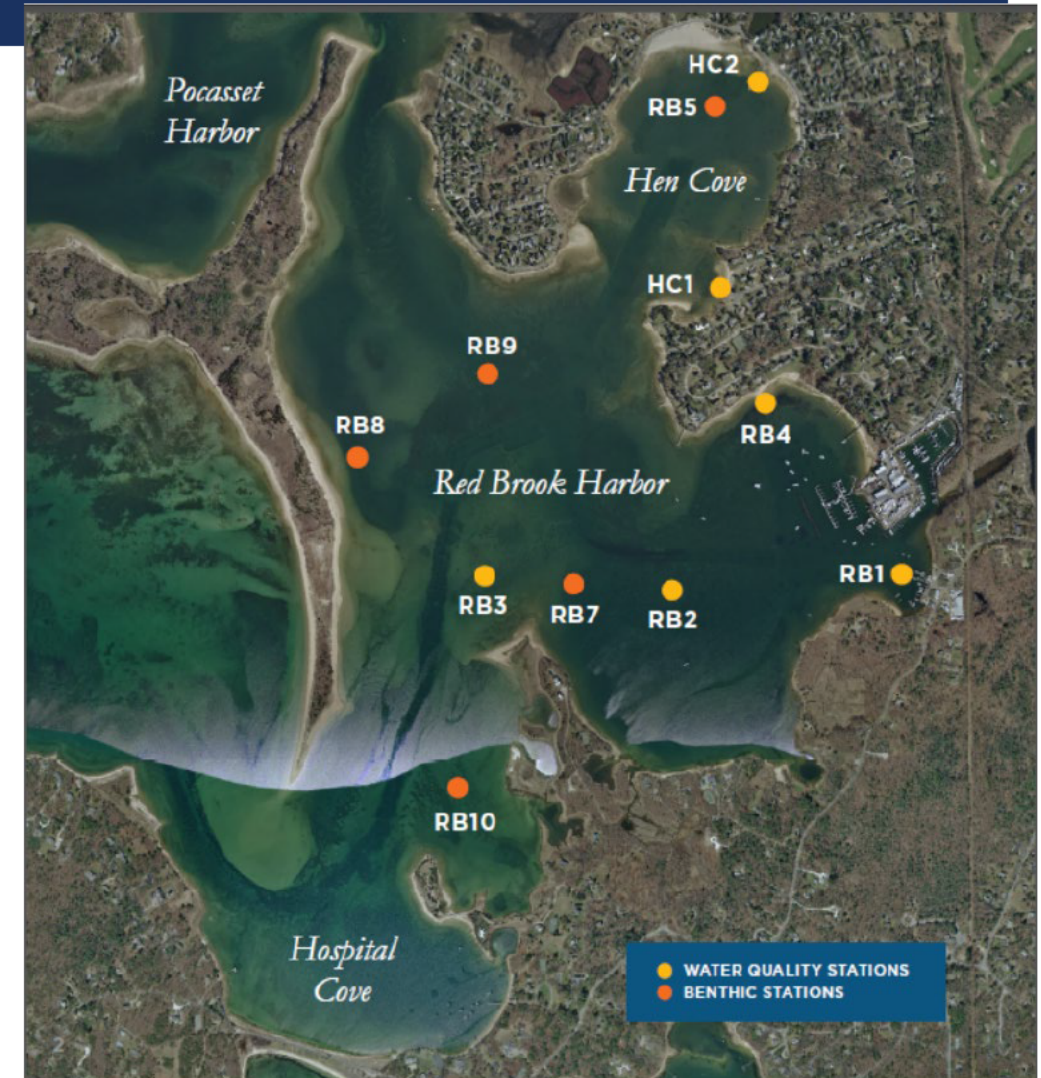 Pocasset
Harbor
HC2
RB5
Hen Cove
HC1
RB9
RB8
RB4
Red Brook Harbor
RB1
RB3
RB7
RB2
RB10
Hospital
Cove
WATER QUALITY STATIONS
BENTHIC STATIONS